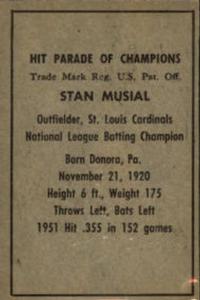 HIT PARADE OF CHAMPIONS
Trade Mark Reg. U.S. Pat. Off.
STAN MUSIAL
Outfielder, St. Louis Cardinals
National League Batting Champion
Born Donora, Pa.
November 21, 1920
Height 6 ft., Weight 175
Throws Left, Bats Left
1951 Hit .355 in 152 games